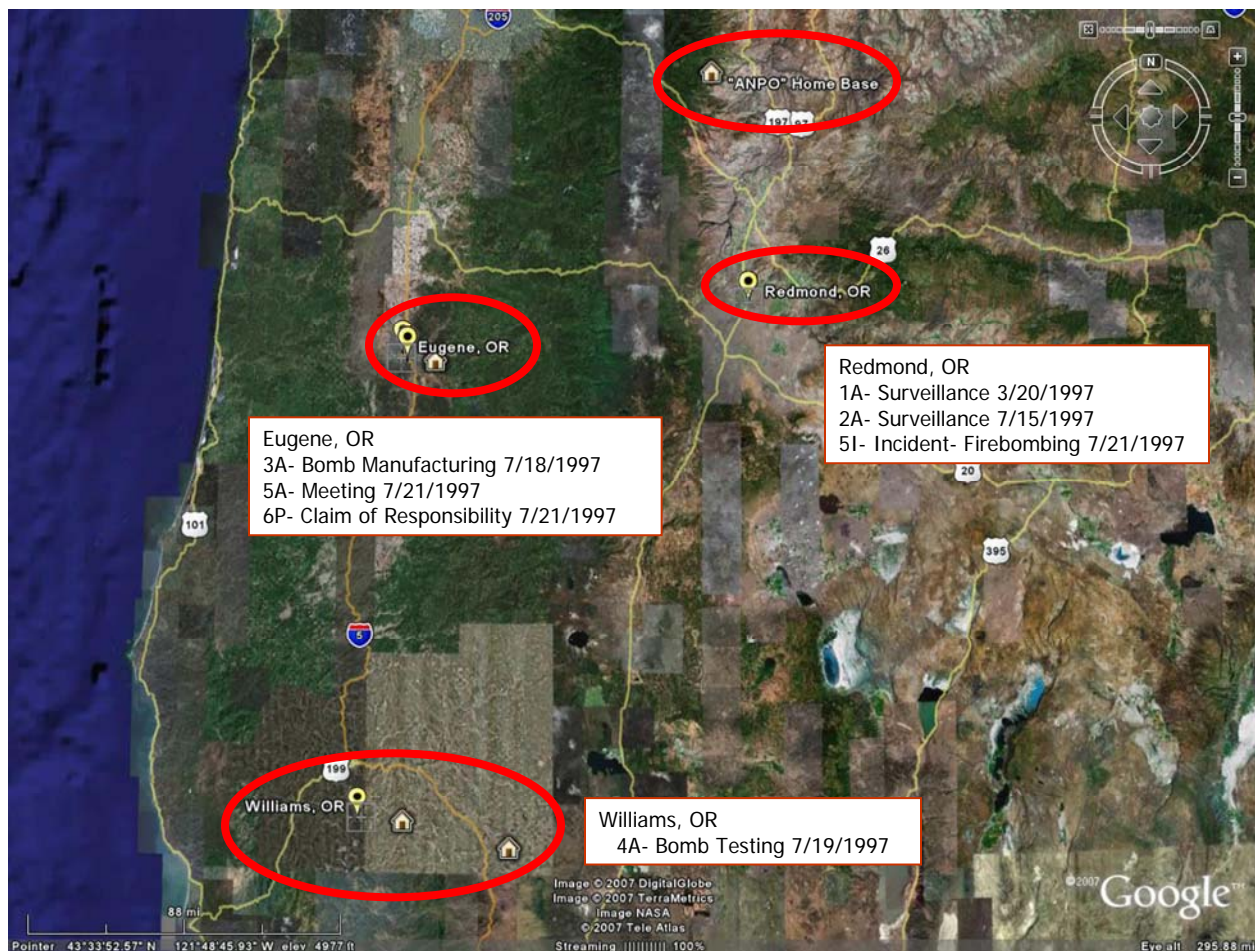 205
"ANPO" Home Base
197 97
N
26
Redmond, OR
Eugene, OR
Redmond, OR
1A- Surveillance 3/20/1997
2A- Surveillance 7/15/1997
5I- Incident- Firebombing 7/21/1997
Eugene, OR
3A- Bomb Manufacturing 7/18/1997
5A- Meeting 7/21/1997
6P- Claim of Responsibility 7/21/1997
20
101
395
5
199
Williams, OR
Williams, OR
4A- Bomb Testing 7/19/1997
Image © 2007 DigitalGlobe
Image © 2007 TerraMetrics
Image NASA
© 2007 Tele Atlas
©2007 Google™
88 mi
Pointer 43°33'52.57" N 121°48'45.93" W elev 4977 ft
Streaming |||||||||| 100%
Eye alt 295.88 mi